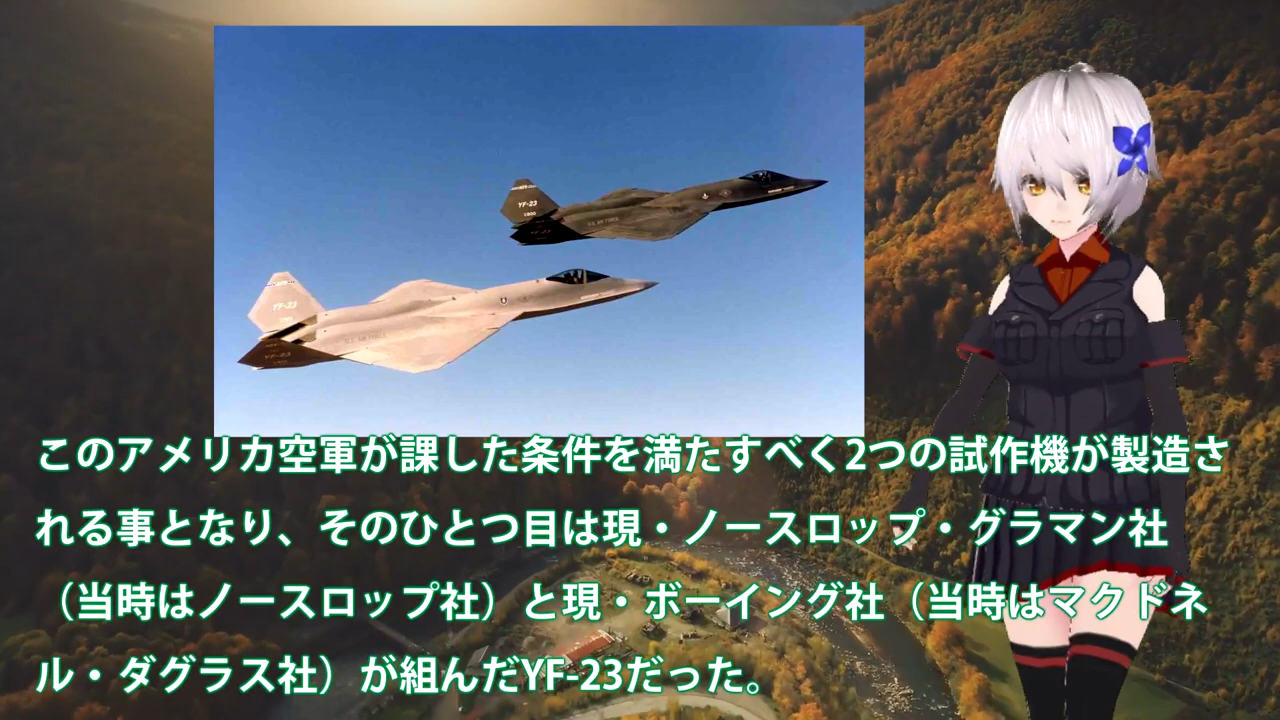 YF-23
YF-23
このアメリカ空軍が課した条件を満たすべく2つの試作機が製造さ
れる事となり、そのひとつ目は現・ノースロップ・グラマン社
（当時はノースロップ社）と現・ボーイング社（当時はマクドネ
ル・ダグラス社）が組んだYF-23だった。